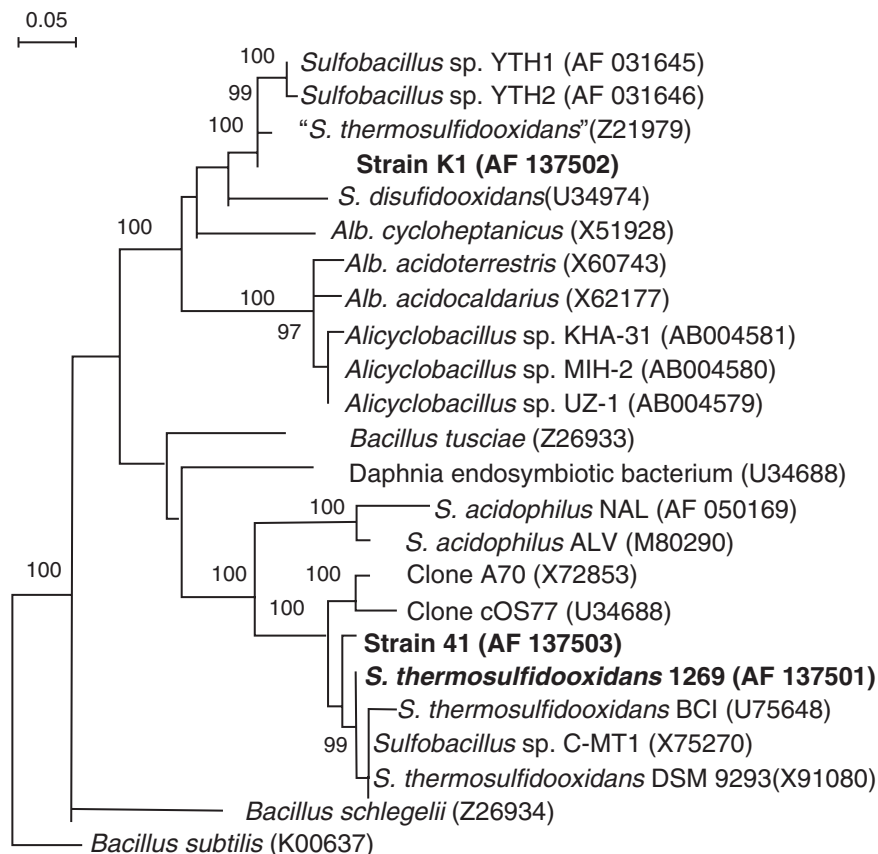 0.05
100
Sulfobacillus sp. YTH1 (AF 031645)
99
Sulfobacillus sp. YTH2 (AF 031646)
100
“S. thermosulfidooxidans”(Z21979)
Strain K1 (AF 137502)
S. disufidooxidans(U34974)
100
Alb. cycloheptanicus (X51928)
Alb. acidoterrestris (X60743)
100
Alb. acidocaldarius (X62177)
97
Alicyclobacillus sp. KHA-31 (AB004581)
Alicyclobacillus sp. MIH-2 (AB004580)
Alicyclobacillus sp. UZ-1 (AB004579)
Bacillus tusciae (Z26933)
Daphnia endosymbiotic bacterium (U34688)
100
S. acidophilus NAL (AF 050169)
S. acidophilus ALV (M80290)
100
100
100
Clone A70 (X72853)
100
Clone cOS77 (U34688)
Strain 41 (AF 137503)
S. thermosulfidooxidans 1269 (AF 137501)
S. thermosulfidooxidans BCI (U75648)
99
Sulfobacillus sp. C-MT1 (X75270)
S. thermosulfidooxidans DSM 9293(X91080)
Bacillus schlegelii (Z26934)
Bacillus subtilis (K00637)